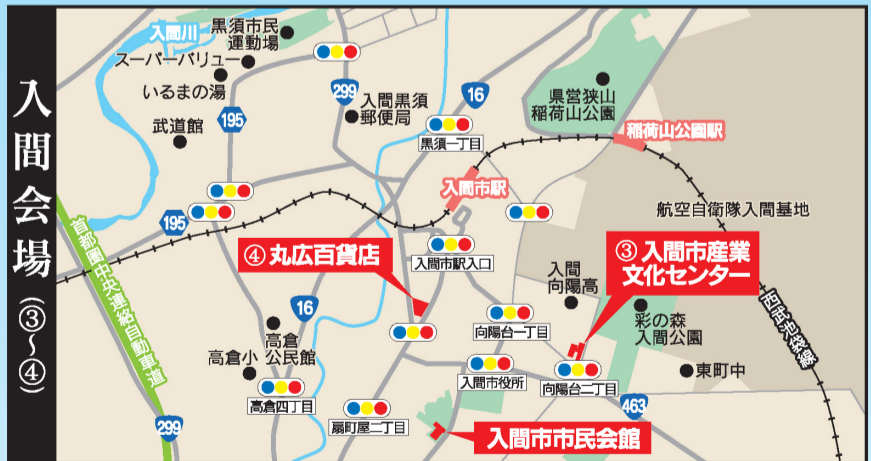 入間会場
(③～④)
入間川
黒須市民
運動場
スーパーバリュー
いるまの湯
武道館
195
299
入間黒須
郵便局
16
黒須一丁目
県営狭山
稲荷山公園
稲荷山公園駅
入間市駅
航空自衛隊入間基地
195
首都圏中央連絡自動車道
④ 丸広百貨店
入間市駅入口
③ 入間市産業
文化センター
入間
向陽高
16
高倉
公民館
高倉小
向陽台一丁目
彩の森
入間公園
西武池袋線
入間市役所
向陽台二丁目
東町中
高倉四丁目
扇町屋二丁目
463
299
入間市市民会館